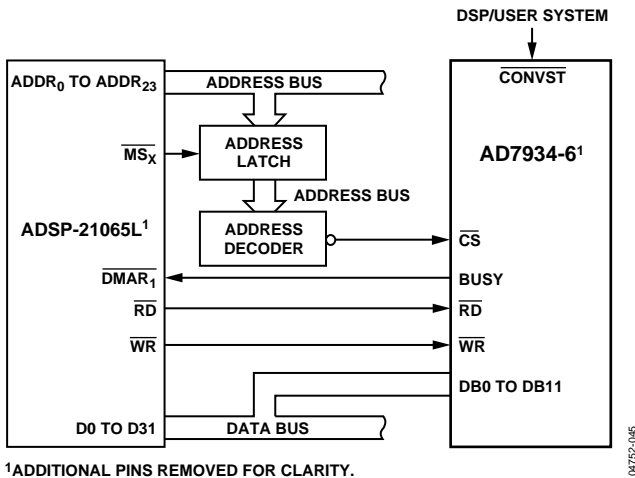 DSP/USER SYSTEM
ADDR0 TO ADDR23
ADDRESS BUS
CONVST
ADDRESS
LATCH
MSX
AD7934-6¹
ADDRESS BUS
ADSP-21065L¹
ADDRESS
DECODER
CS
DMAR1
BUSY
RD
RD
WR
WR
DB0 TO DB11
D0 TO D31
DATA BUS
¹ADDITIONAL PINS REMOVED FOR CLARITY.
04752-045